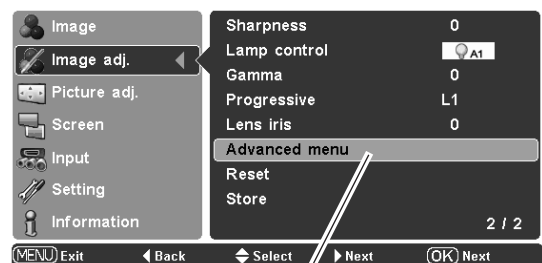 Image
Image adj.
Picture adj.
Screen
Input
Setting
Information
Sharpness 0
Lamp control A1
Gamma 0
Progressive L1
Lens iris 0
Advanced menu
Reset
Store
2 / 2
MENU Exit Back Select Next OK Next